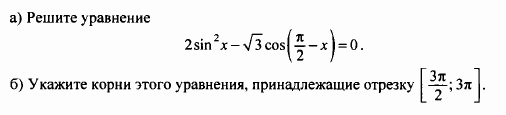 а) Решите уравнение
2sin²x − √3 cos(π/2 − x) = 0.
б) Укажите корни этого уравнения, принадлежащие отрезку [3π/2; 3π].